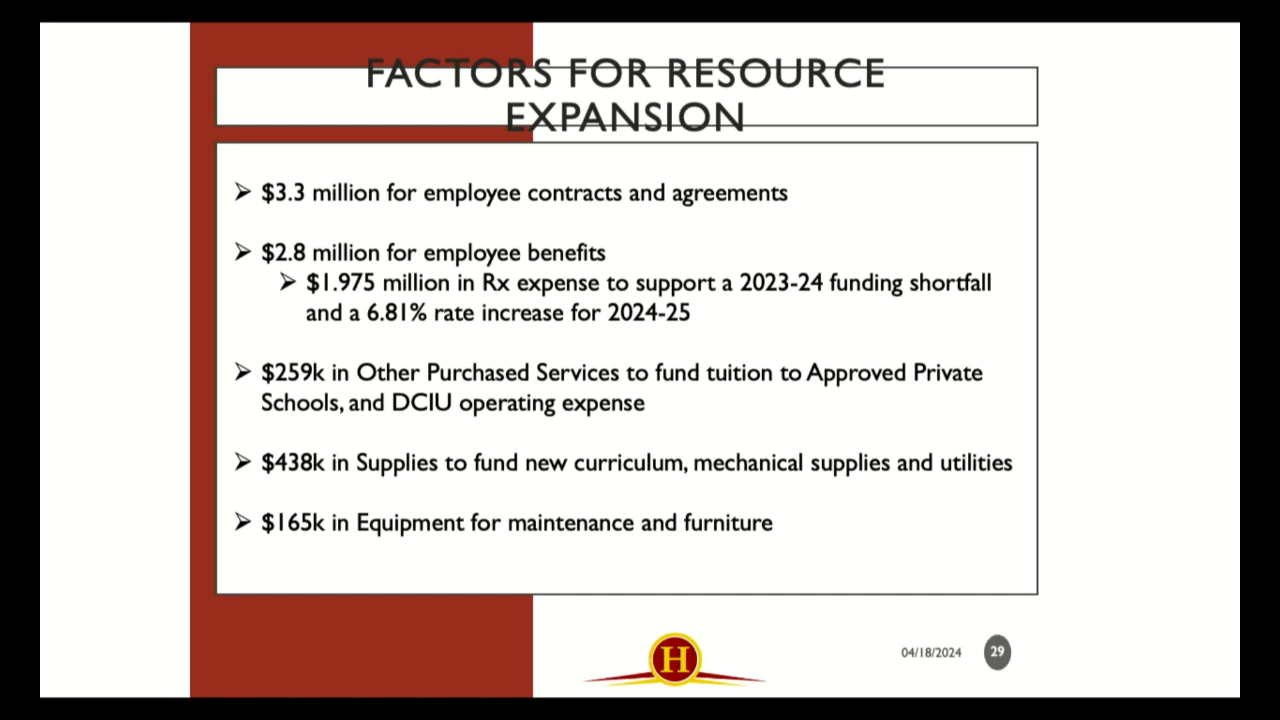 FACTORS FOR RESOURCE
EXPANSION
➢ $3.3 million for employee contracts and agreements
➢ $2.8 million for employee benefits
➢ $1.975 million in Rx expense to support a 2023-24 funding shortfall
and a 6.81% rate increase for 2024-25
➢ $259k in Other Purchased Services to fund tuition to Approved Private
Schools, and DCIU operating expense
➢ $438k in Supplies to fund new curriculum, mechanical supplies and utilities
➢ $165k in Equipment for maintenance and furniture
H
04/18/2024
29